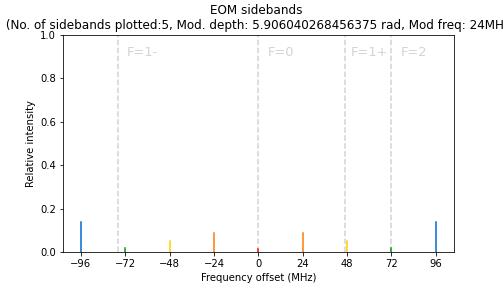 EOM sidebands
(No. of sidebands plotted:5, Mod. depth: 5.906040268456375 rad, Mod freq: 24MH
1.0
F=1-
F=0
F=1+
F=2
0.8
0.6
0.4
0.2
0.0
Relative intensity
−96
−72
−48
−24
0
24
48
72
96
Frequency offset (MHz)